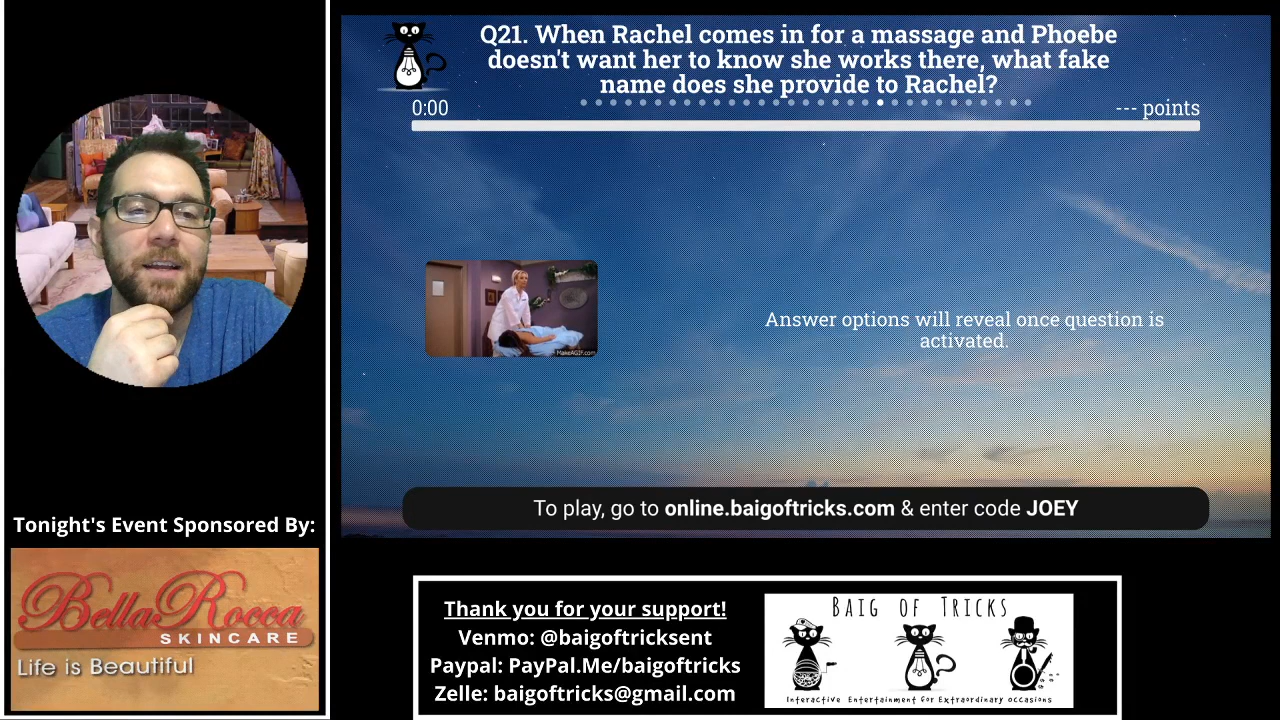 Q21. When Rachel comes in for a massage and Phoebe
doesn't want her to know she works there, what fake
name does she provide to Rachel?
0:00
--- points
MakeAGIF.com
Answer options will reveal once question is
activated.
To play, go to online.baigoftricks.com & enter code JOEY
Tonight's Event Sponsored By:
BellaRocca
SKINCARE
Life is Beautiful
Thank you for your support!
Venmo: @baigoftricksent
Paypal: PayPal.Me/baigoftricks
Zelle: baigoftricks@gmail.com
BAIG OF TRICKS
Interactive Entertainment for Extraordinary occasions